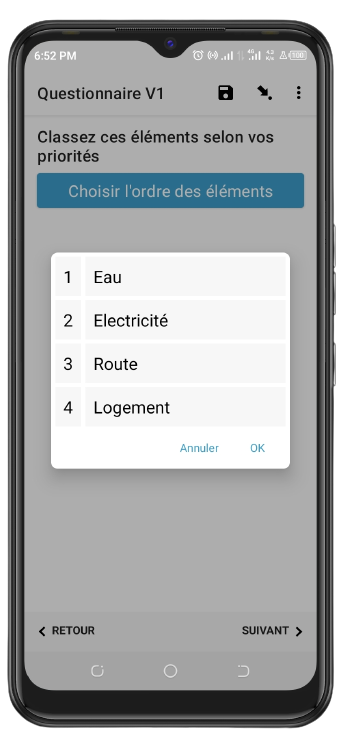 6:52 PM
Questionnaire V1
Classez ces éléments selon vos
priorités
Choisir l'ordre des éléments
1 Eau
2 Electricité
3 Route
4 Logement
Annuler OK
RETOUR SUIVANT